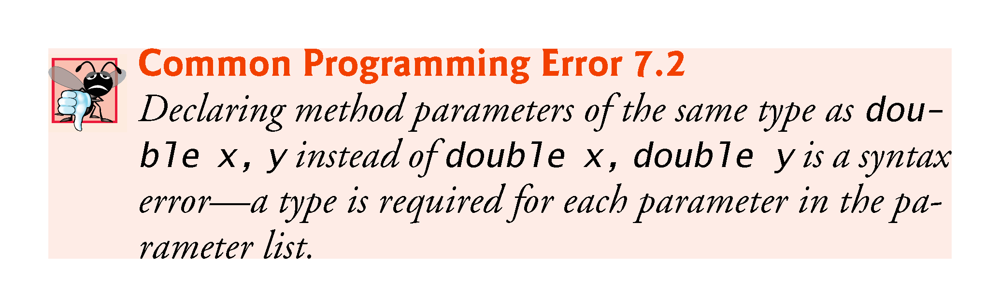 Common Programming Error 7.2
Declaring method parameters of the same type as dou-
ble x, y instead of double x, double y is a syntax
error—a type is required for each parameter in the pa-
rameter list.